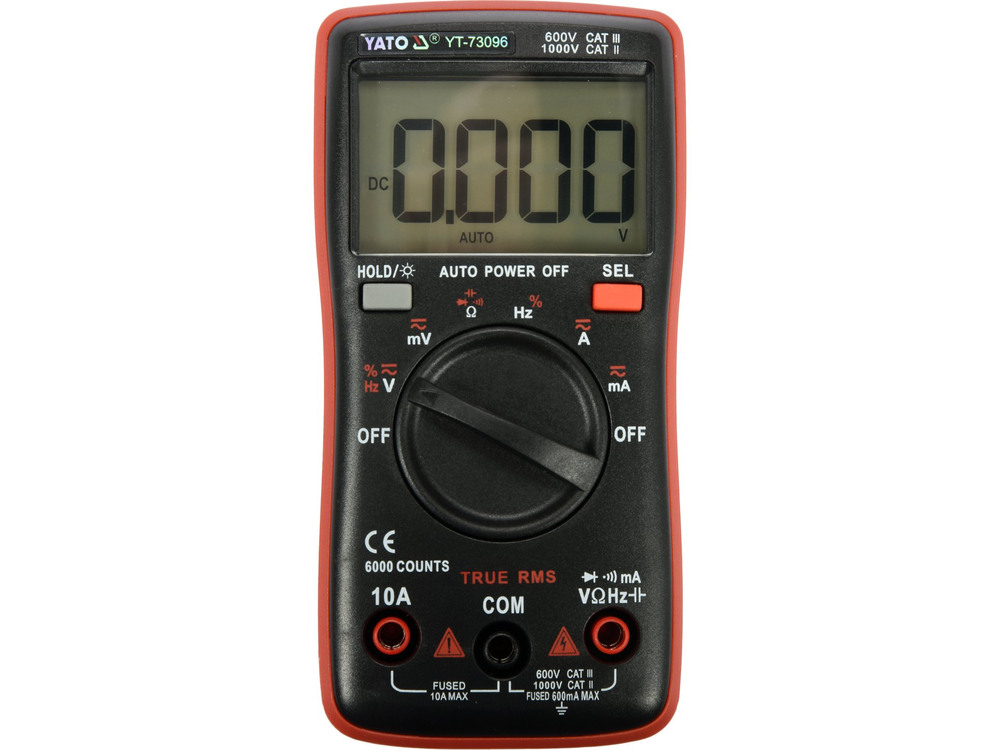 YATO ® YT-73096
600V CAT III
1000V CAT II
DC 0.000
AUTO V
HOLD/ AUTO POWER OFF SEL
Ω
Hz %
mV
A
% Hz V
mA
OFF
OFF
CE
6000 COUNTS
TRUE RMS
mA
10A
COM
VΩHz
FUSED
10A MAX
600V CAT III
1000V CAT II
FUSED 600mA MAX